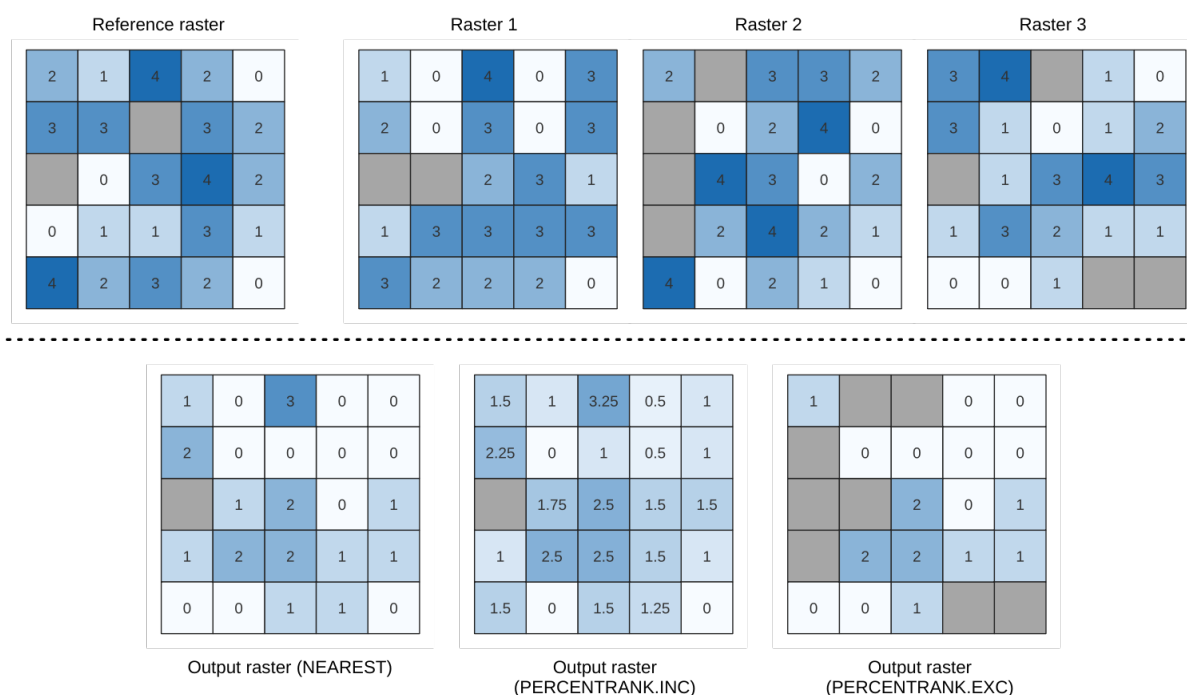 Reference raster Raster 1 Raster 2 Raster 3
2 1 4 2 0 1 0 4 0 3 2 3 3 2 3 4 1 0
3 3 3 2 2 0 3 0 3 0 2 4 0 3 1 0 1 2
0 3 4 2 2 3 1 4 3 0 2 1 3 4 3
0 1 1 3 1 1 3 3 3 3 2 4 2 1 1 3 2 1 1
4 2 3 2 0 3 2 2 2 0 4 0 2 1 0 0 0 1
1 0 3 0 0 1.5 1 3.25 0.5 1 1 0 0
2 0 0 0 0 2.25 0 1 0.5 1 0 0 0 0
1 2 0 1 1.75 2.5 1.5 1.5 2 0 1
1 2 2 1 1 1 2.5 2.5 1.5 1 2 2 1 1
0 0 1 1 0 1.5 0 1.5 1.25 0 0 0 1
Output raster (NEAREST) Output raster Output raster
(PERCENTRANK.INC) (PERCENTRANK.EXC)